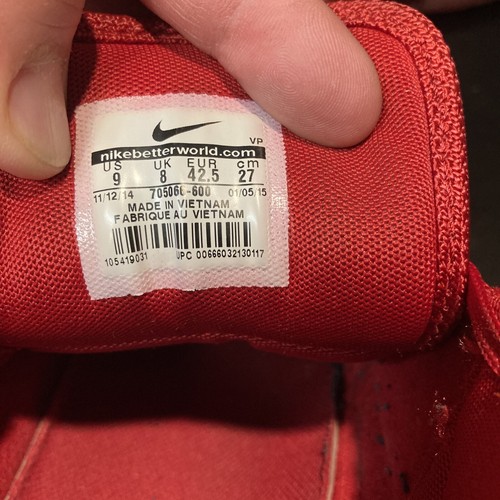 VP
nikebetterworld.com
US UK EUR cm
9 8 42.5 27
11/12/14 705066-600 01/05/15
MADE IN VIETNAM
FABRIQUE AU VIETNAM
105419031 UPC 00666032130117